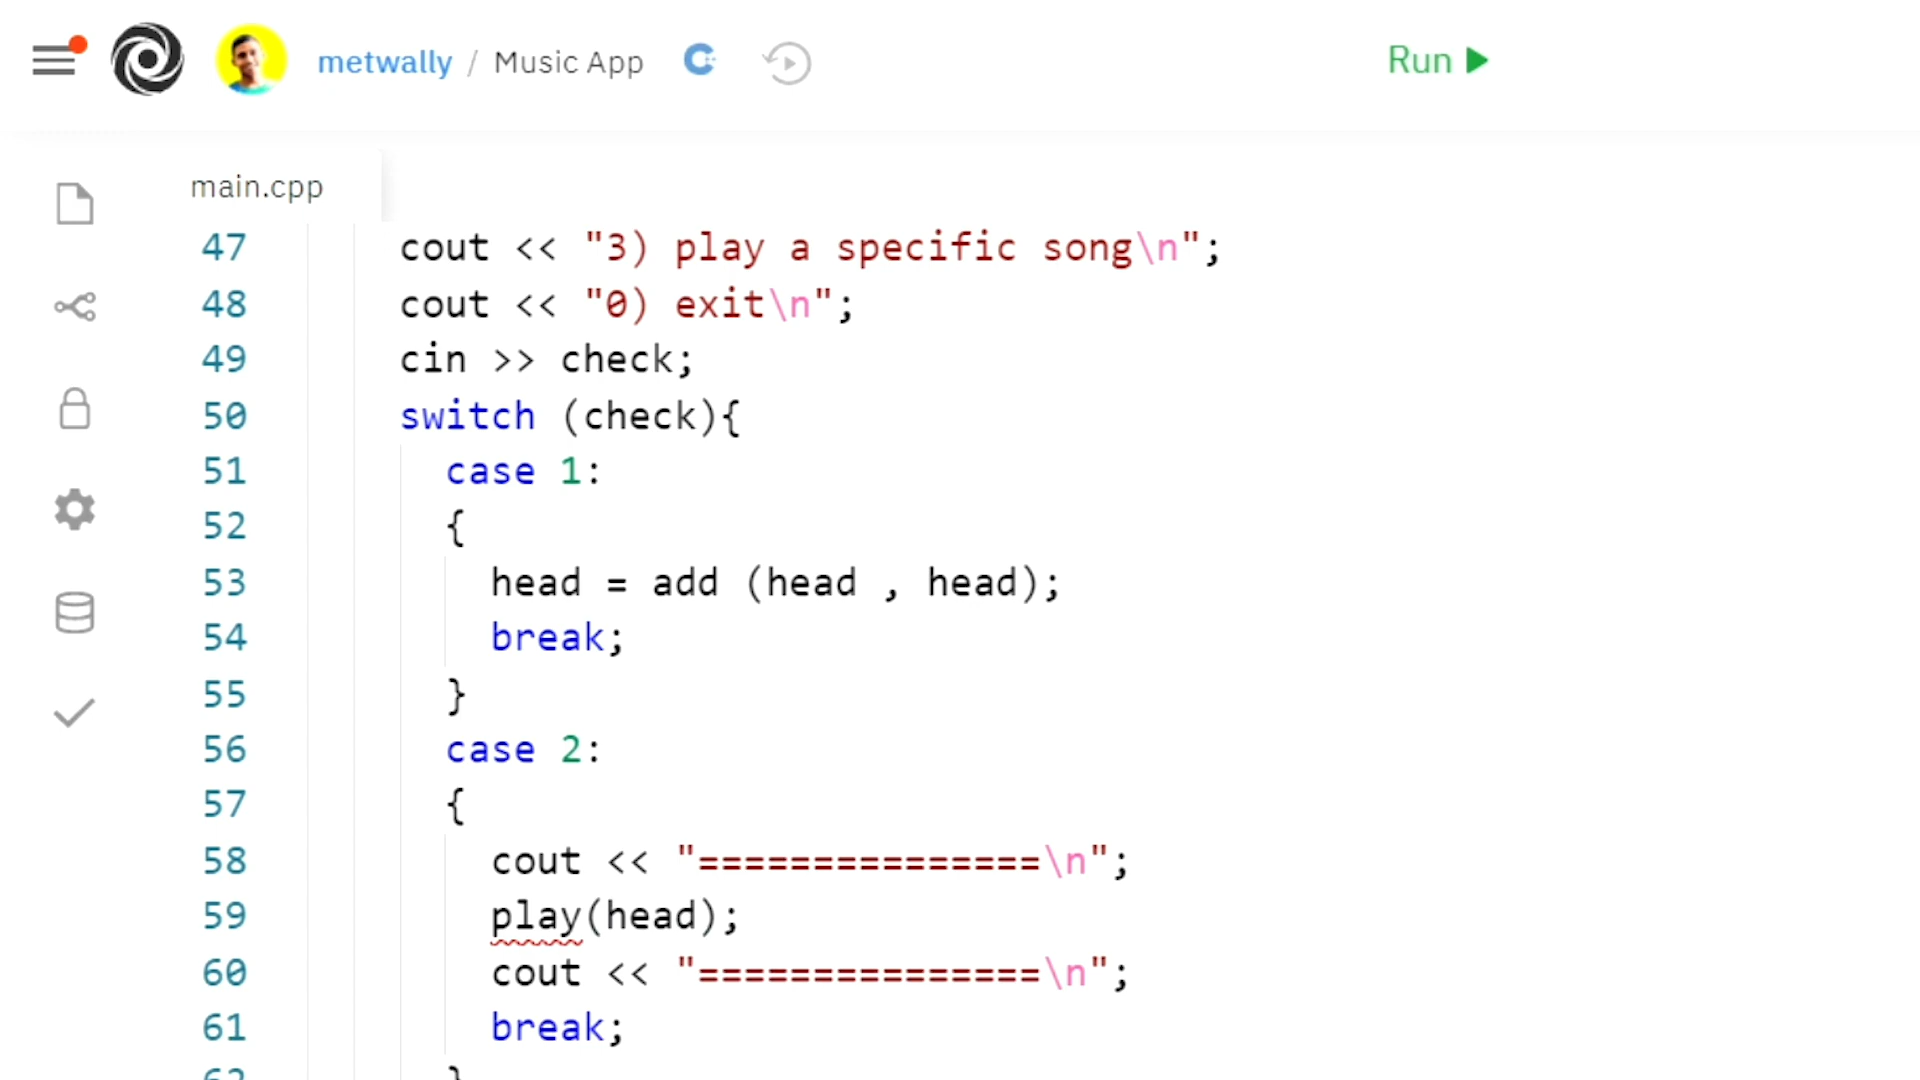 metwally / Music App
Run
main.cpp
47 cout << "3) play a specific song\n";
48 cout << "0) exit\n";
49 cin >> check;
50 switch (check){
51 case 1:
52 {
53 head = add (head , head);
54 break;
55 }
56 case 2:
57 {
58 cout << "===============\n";
59 play(head);
60 cout << "===============\n";
61 break;
62 }